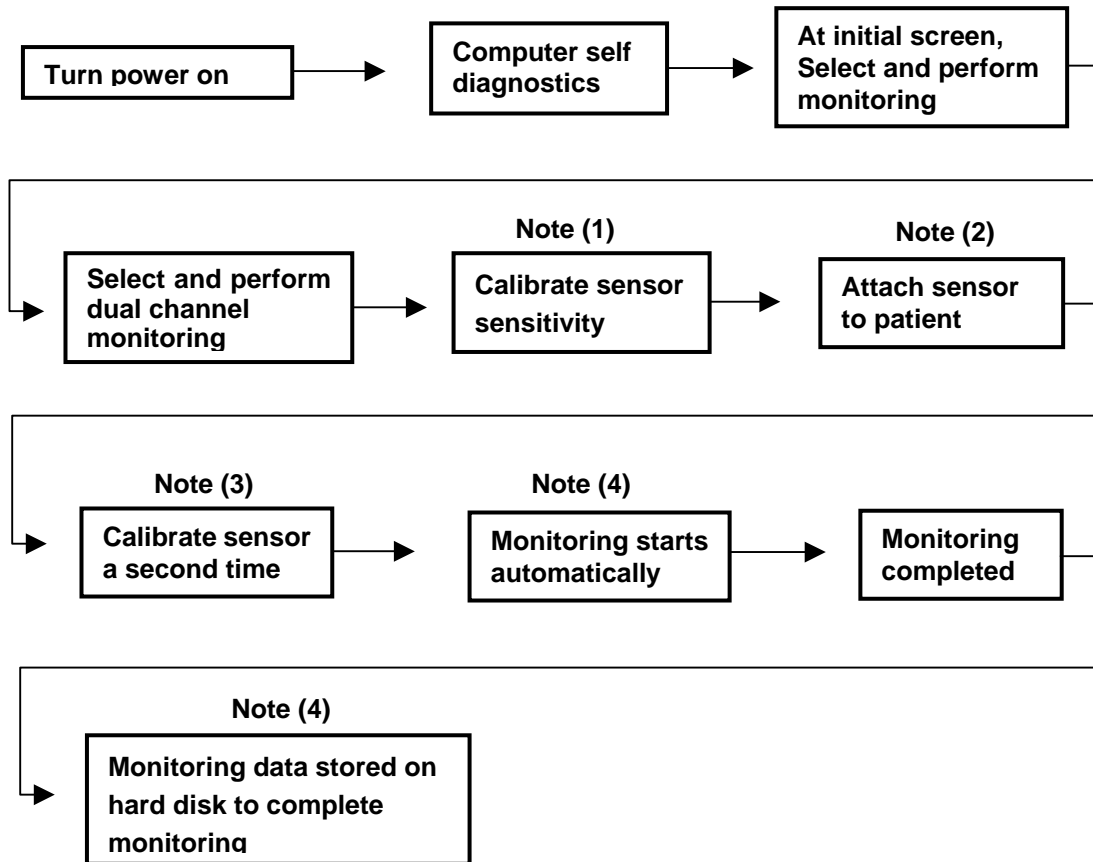 Turn power on
Computer self
diagnostics
At initial screen,
Select and perform
monitoring
Select and perform
dual channel
monitoring
Note (1)
Calibrate sensor
sensitivity
Note (2)
Attach sensor
to patient
Note (3)
Calibrate sensor
a second time
Note (4)
Monitoring starts
automatically
Monitoring
completed
Note (4)
Monitoring data stored on
hard disk to complete
monitoring